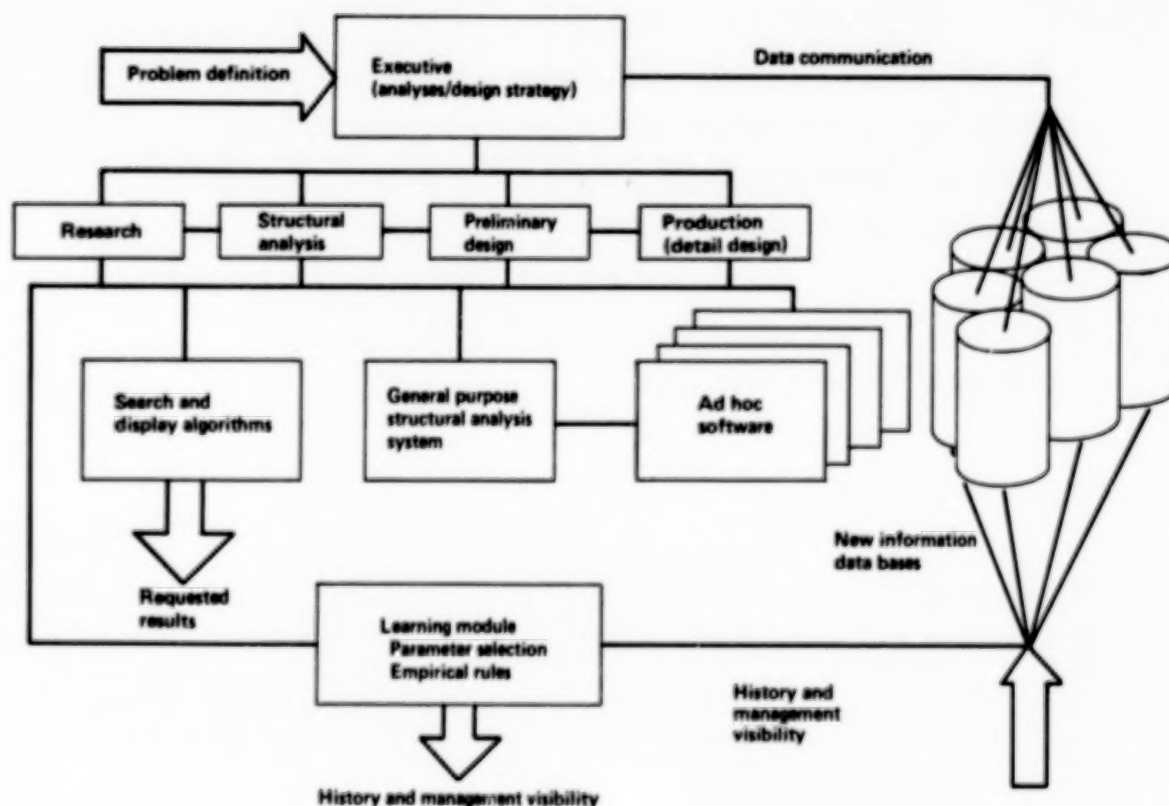 Problem definition
Executive
(analyses/design strategy)
Data communication
Research
Structural
analysis
Preliminary
design
Production
(detail design)
Search and
display algorithms
General purpose
structural analysis
system
Ad hoc
software
New information
data bases
Requested
results
Learning module
Parameter selection
Empirical rules
History and
management
visibility
History and management visibility